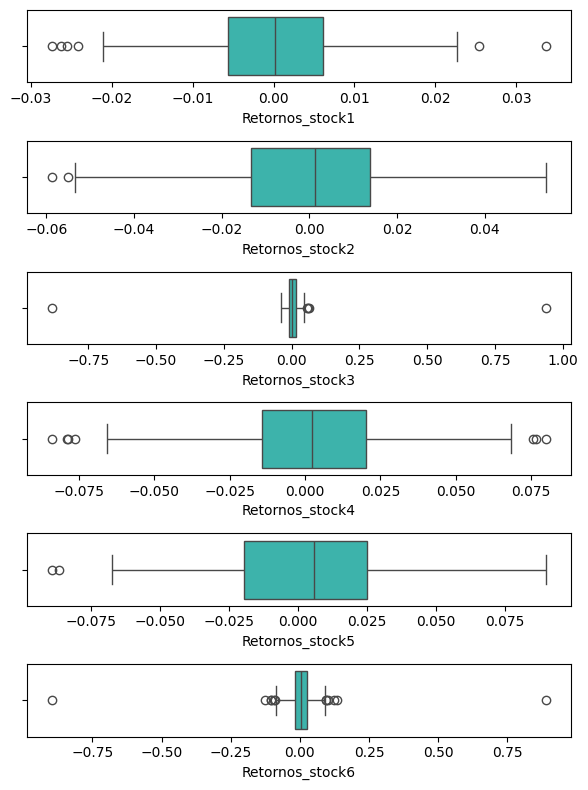 −0.03 −0.02 −0.01 0.00 0.01 0.02 0.03
Retornos_stock1
−0.06 −0.04 −0.02 0.00 0.02 0.04
Retornos_stock2
−0.75 −0.50 −0.25 0.00 0.25 0.50 0.75 1.00
Retornos_stock3
−0.075 −0.050 −0.025 0.000 0.025 0.050 0.075
Retornos_stock4
−0.075 −0.050 −0.025 0.000 0.025 0.050 0.075
Retornos_stock5
−0.75 −0.50 −0.25 0.00 0.25 0.50 0.75
Retornos_stock6